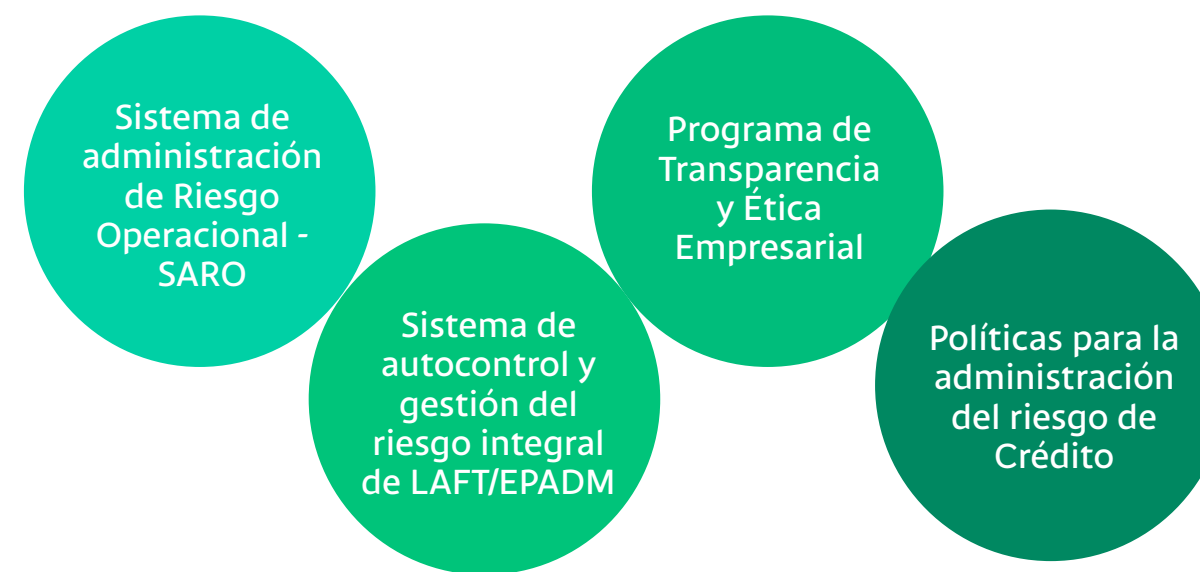 Sistema de
administración
de Riesgo
Operacional -
SARO
Sistema de
autocontrol y
gestión del
riesgo integral
de LAFT/EPADM
Programa de
Transparencia
y Ética
Empresarial
Políticas para la
administración
del riesgo de
Crédito